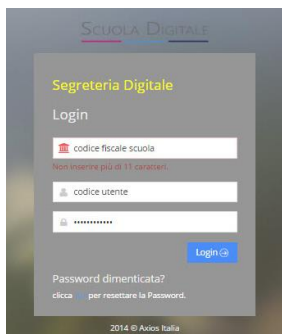 SCUOLA DIGITALE
Segreteria Digitale
Login
codice fiscale scuola
Non inserire più di 11 caratteri.
codice utente
••••••••••••
Login
Password dimenticata?
clicca per resettare la Password.
2014 © Axios Italia